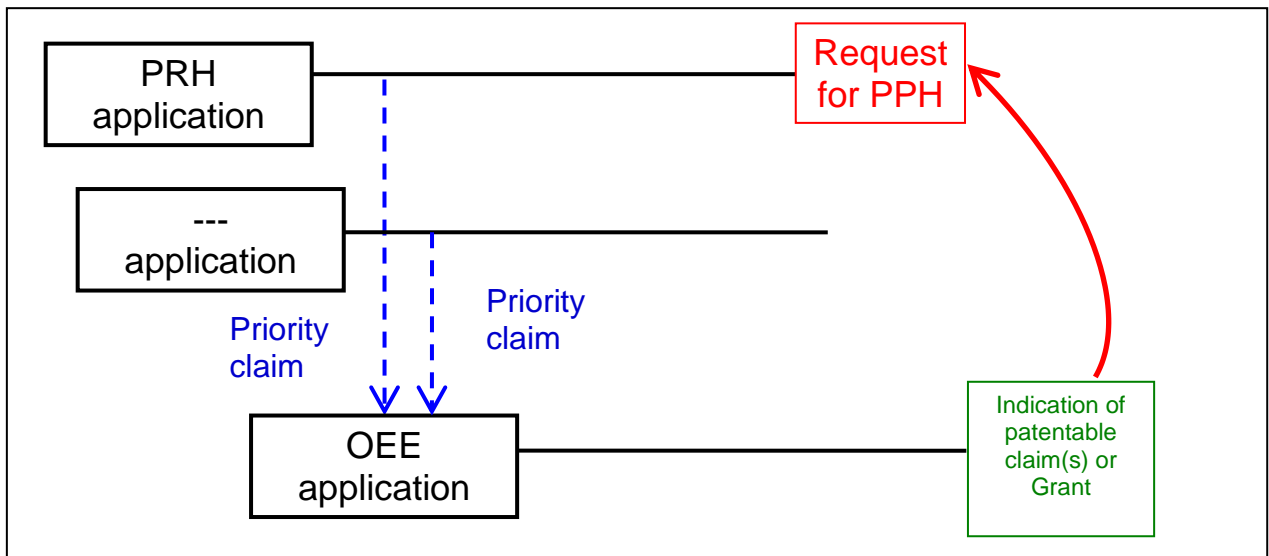 PRH
application
Request
for PPH
---
application
Priority
claim
Priority
claim
OEE
application
Indication of
patentable
claim(s) or
Grant